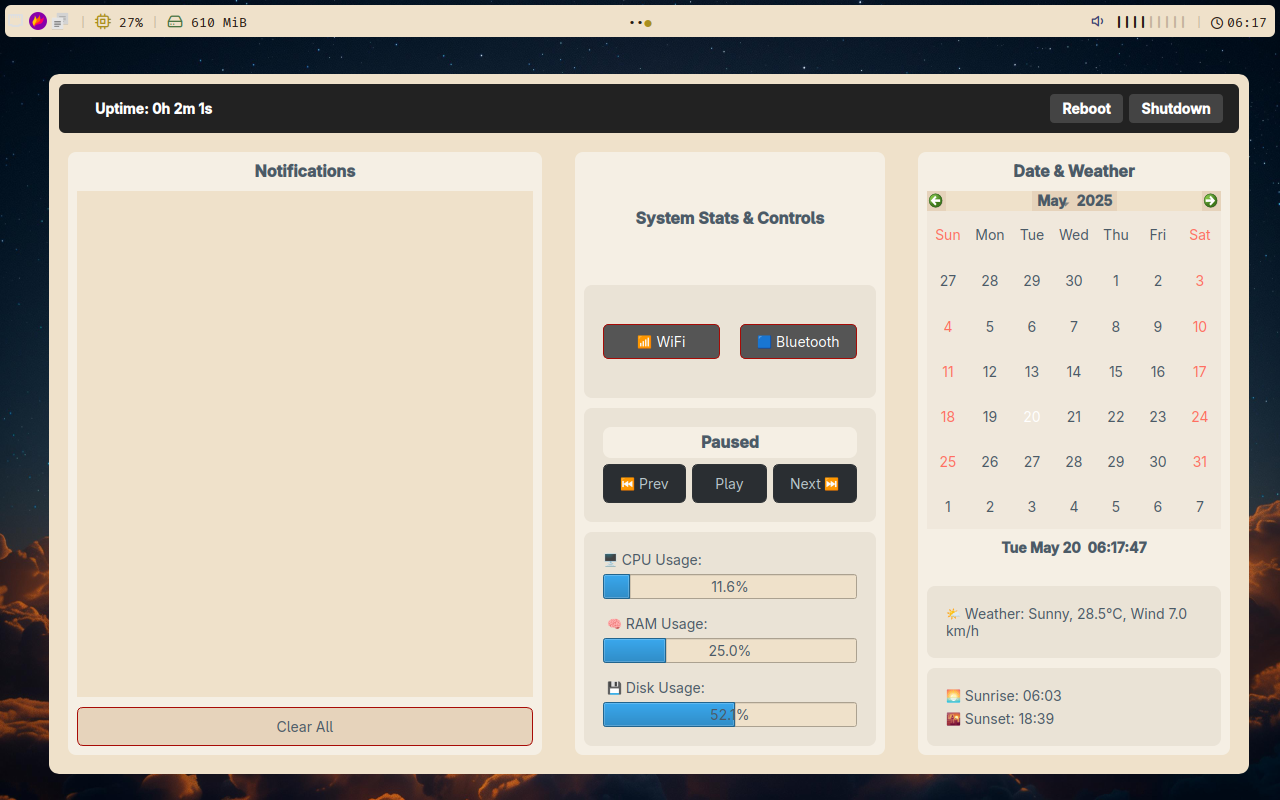 27% 610 MiB 06:17
Uptime: 0h 2m 1s Reboot Shutdown
Notifications
Clear All
System Stats & Controls
WiFi Bluetooth
Paused
Prev Play Next
CPU Usage:
11.6%
RAM Usage:
25.0%
Disk Usage:
52.1%
Date & Weather
May 2025
Sun Mon Tue Wed Thu Fri Sat
27 28 29 30 1 2 3
4 5 6 7 8 9 10
11 12 13 14 15 16 17
18 19 20 21 22 23 24
25 26 27 28 29 30 31
1 2 3 4 5 6 7
Tue May 20 06:17:47
Weather: Sunny, 28.5°C, Wind 7.0
km/h
Sunrise: 06:03
Sunset: 18:39